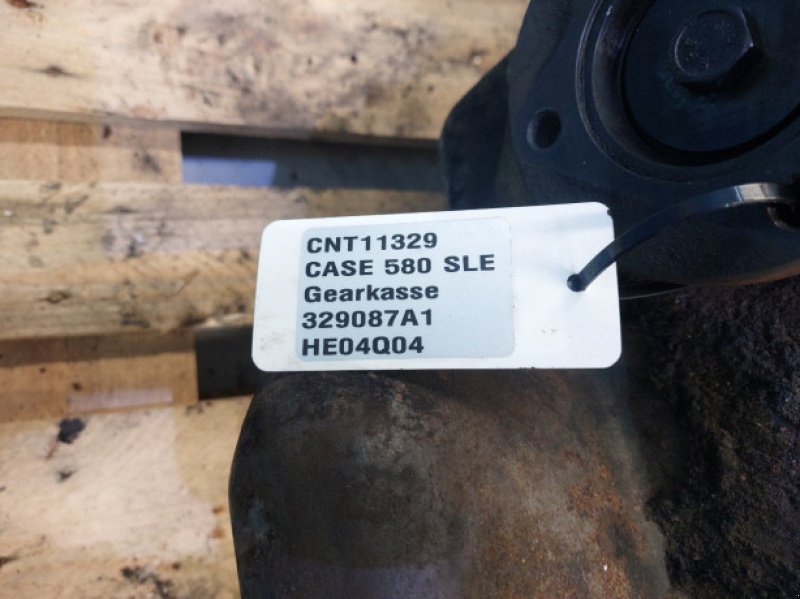 CNT11329
CASE 580 SLE
Gearkasse
329087A1
HE04Q04